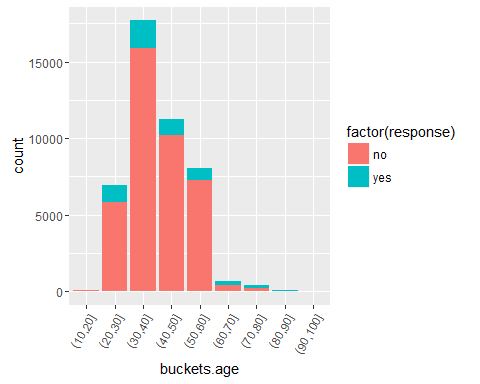 15000
10000
5000
0
count
(10,20]
(20,30]
(30,40]
(40,50]
(50,60]
(60,70]
(70,80]
(80,90]
(90,100]
buckets.age
factor(response)
no
yes